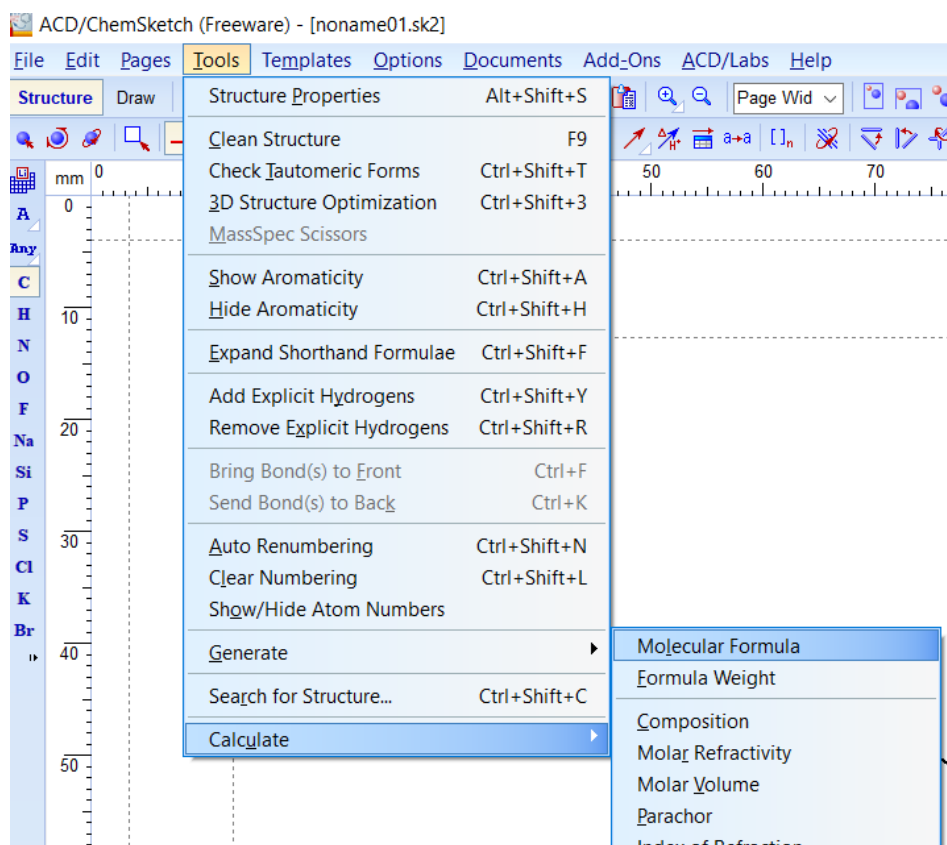 ACD/ChemSketch (Freeware) - [noname01.sk2]
File Edit Pages Tools Templates Options Documents Add-Ons ACD/Labs Help
Structure Draw Page Wid
Structure Properties Alt+Shift+S
Clean Structure F9
Check Tautomeric Forms Ctrl+Shift+T
3D Structure Optimization Ctrl+Shift+3
MassSpec Scissors
Show Aromaticity Ctrl+Shift+A
Hide Aromaticity Ctrl+Shift+H
Expand Shorthand Formulae Ctrl+Shift+F
Add Explicit Hydrogens Ctrl+Shift+Y
Remove Explicit Hydrogens Ctrl+Shift+R
Bring Bond(s) to Front Ctrl+F
Send Bond(s) to Back Ctrl+K
Auto Renumbering Ctrl+Shift+N
Clear Numbering Ctrl+Shift+L
Show/Hide Atom Numbers
Generate
Search for Structure... Ctrl+Shift+C
Calculate
Molecular Formula
Formula Weight
Composition
Molar Refractivity
Molar Volume
Parachor
Index of Refraction
a→a []n
mm 0 50 60 70
0
10
20
30
40
50
Li
A
Any
C
H
N
O
F
Na
Si
P
S
Cl
K
Br